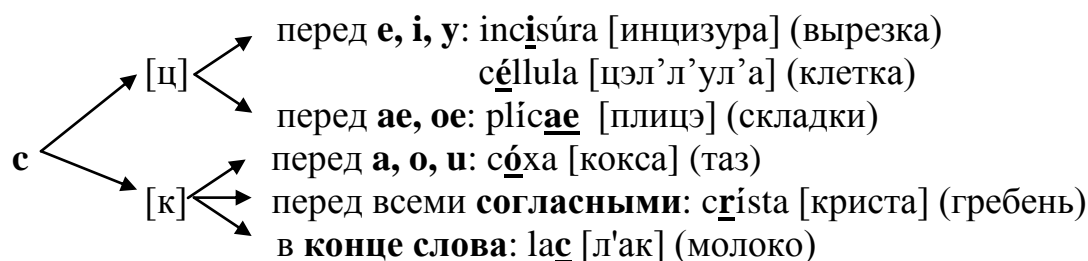 перед e, i, y: incisúra [инцизура] (вырезка)
[ц] céllula [цэл’л’ул’а] (клетка)
перед ae, oe: plícae [плицэ] (складки)
c перед a, o, u: cóxa [кокса] (таз)
[к] перед всеми согласными: crísta [криста] (гребень)
в конце слова: lac [л'ак] (молоко)